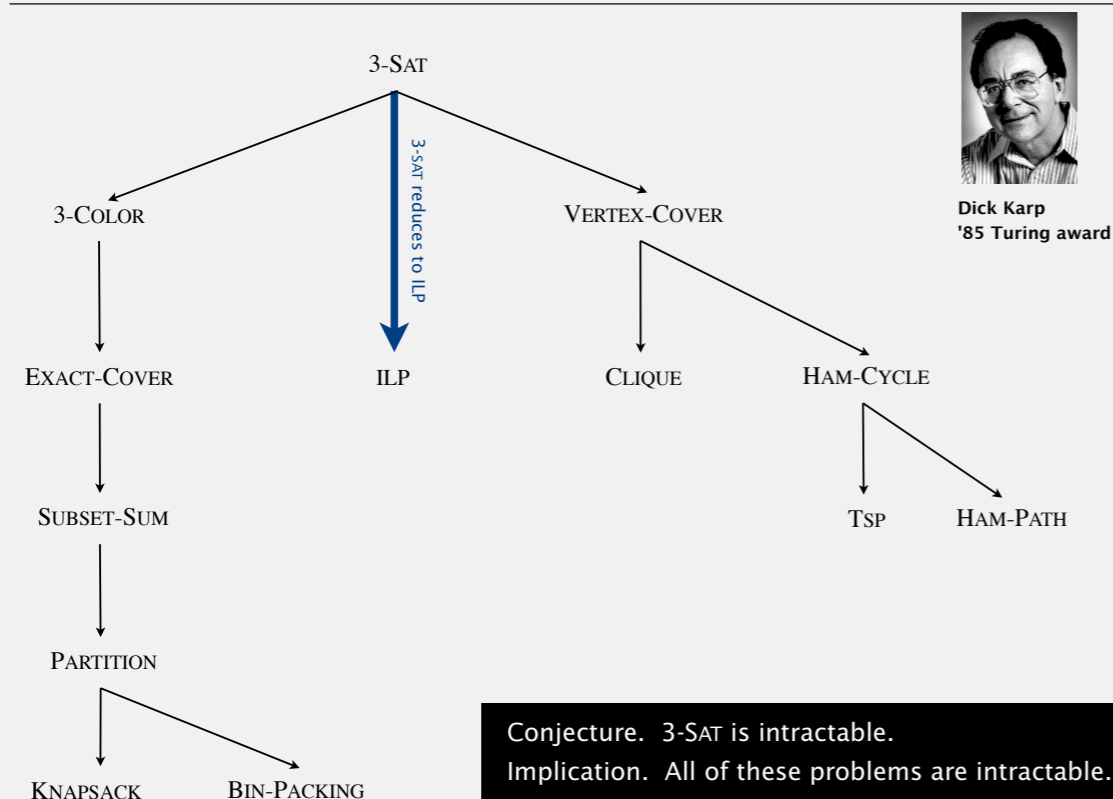 3-SAT
3-SAT reduces to ILP
Dick Karp
'85 Turing award
3-COLOR
VERTEX-COVER
EXACT-COVER
ILP
CLIQUE
HAM-CYCLE
SUBSET-SUM
TSP
HAM-PATH
PARTITION
Conjecture. 3-SAT is intractable.
Implication. All of these problems are intractable.
KNAPSACK
BIN-PACKING